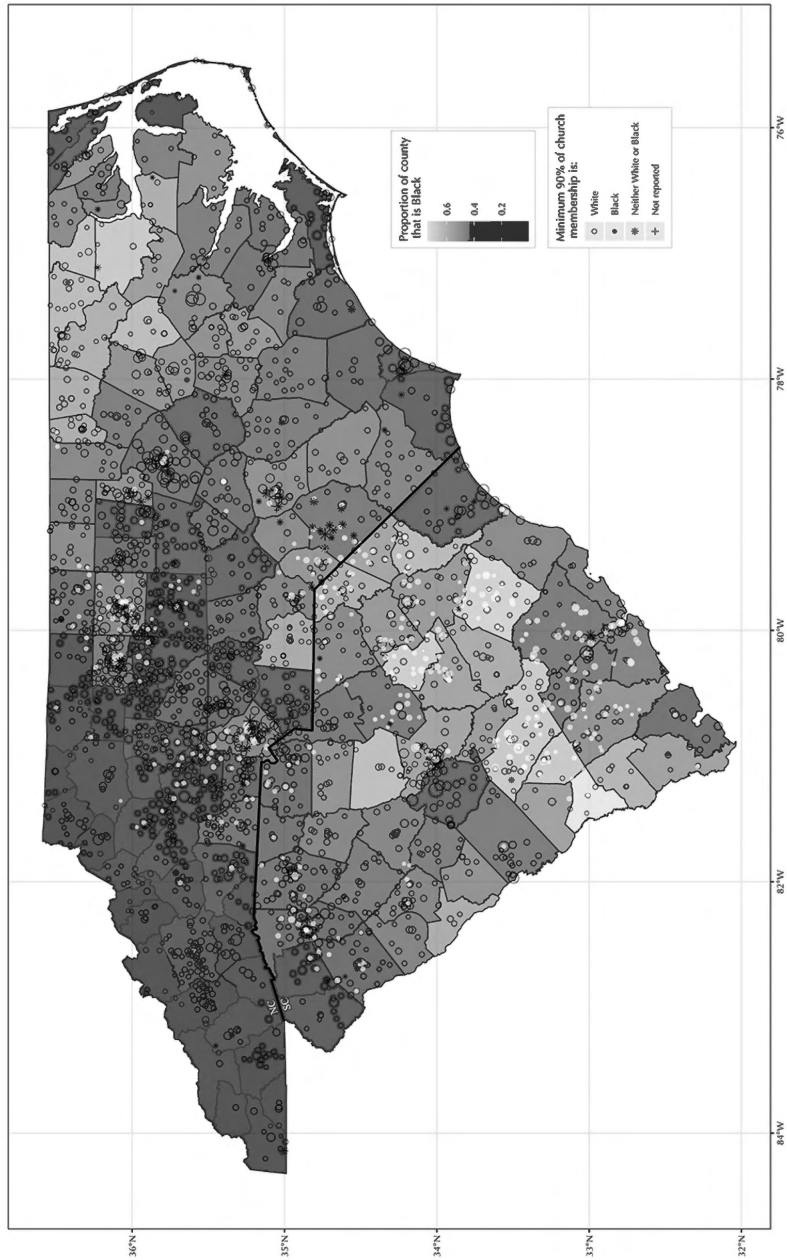 36°N
35°N
34°N
33°N
32°N
84°W
82°W
80°W
78°W
76°W
NC
SC
Proportion of county
that is Black
0.6
0.4
0.2
Minimum 90% of church
membership is:
White
Black
Neither White or Black
Not reported